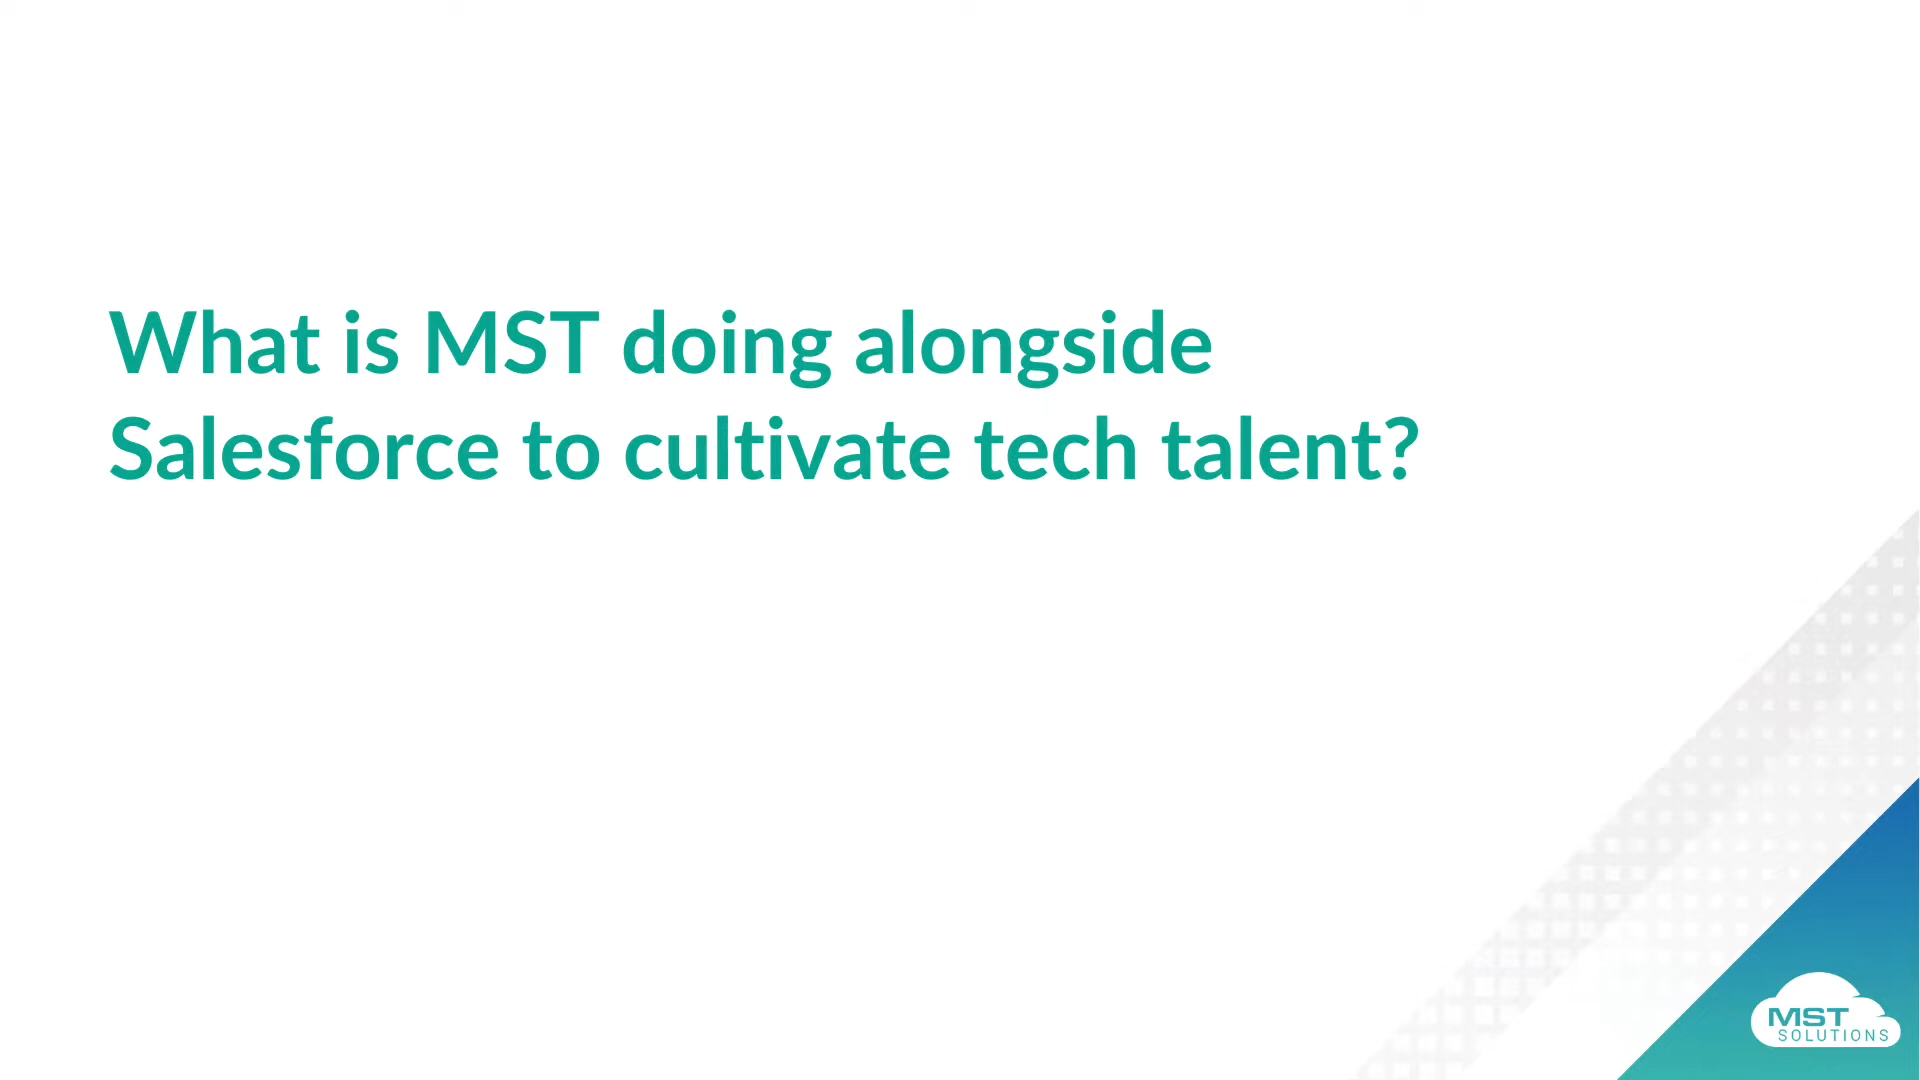 What is MST doing alongside
Salesforce to cultivate tech talent?
MST
SOLUTIONS